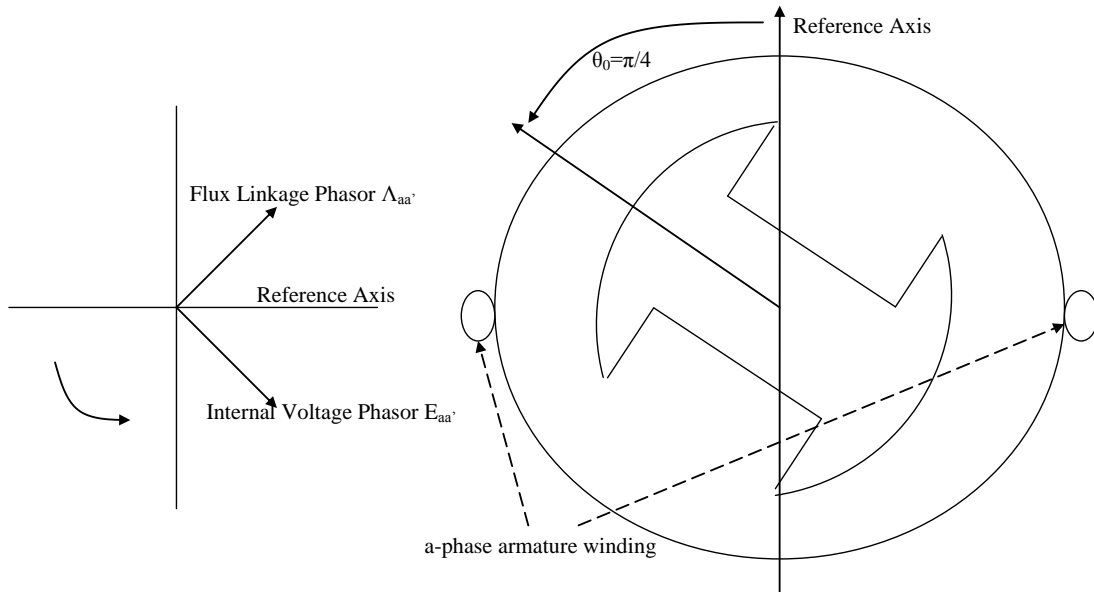 Reference Axis
θ₀=π/4
Flux Linkage Phasor Λaa’
Reference Axis
Internal Voltage Phasor Eaa’
a-phase armature winding